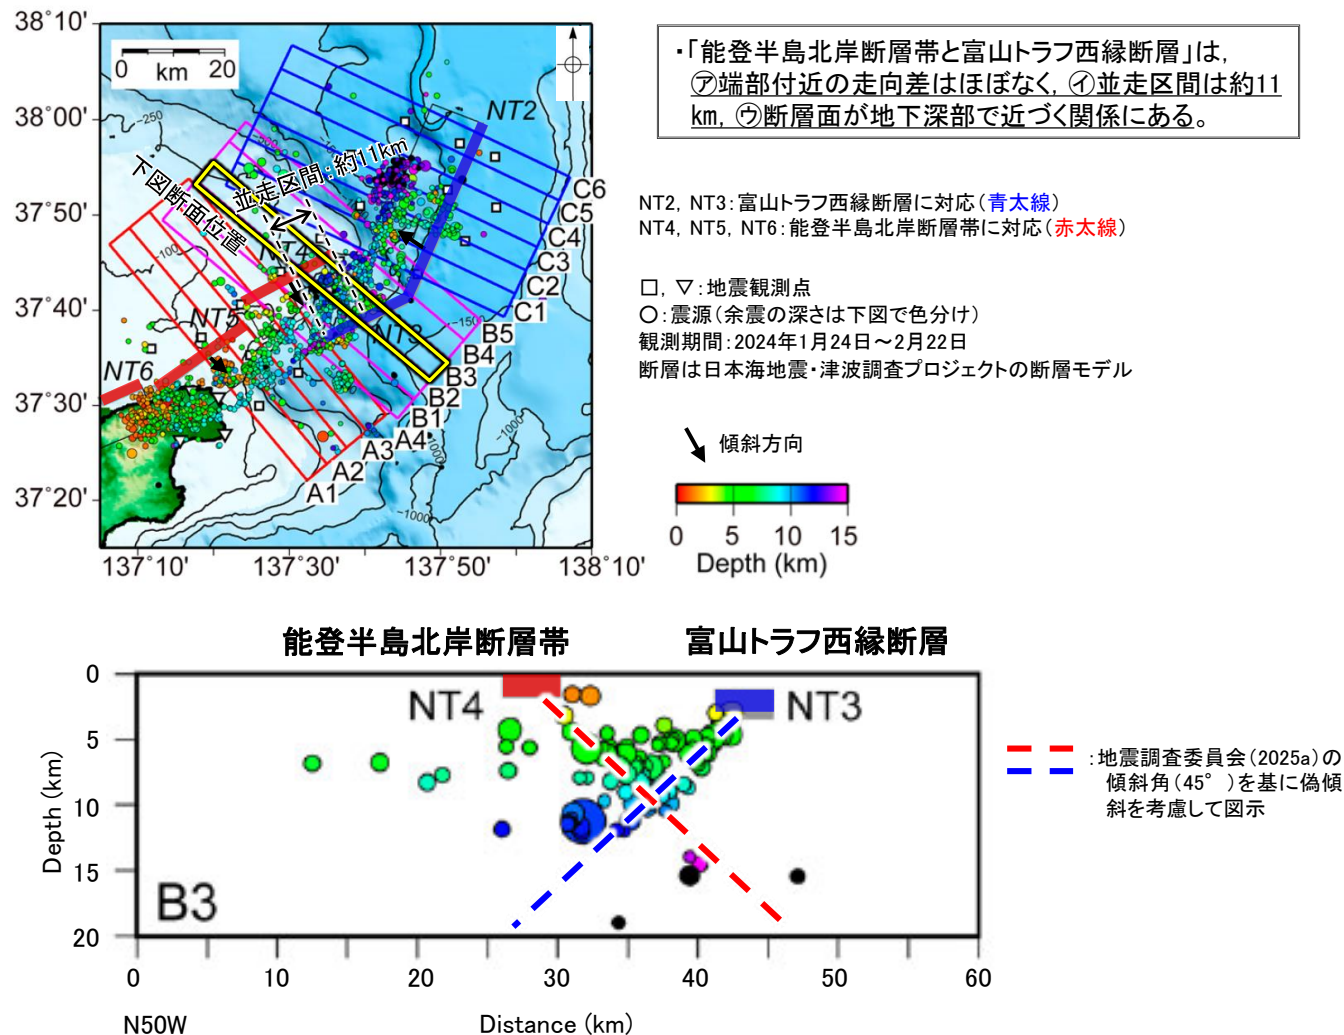 38°10'
38°00'
37°50'
37°40'
37°30'
37°20'
137°10'
137°30'
137°50'
138°10'
0 km 20
-250
-500
-100
-1500
-1000
-1000
-1000
NT2
NT4
NT5
NT3
NT6
並走区間:約11km
下図断面位置
C6
C5
C4
C3
C2
C1
B5
B4
B3
B2
B1
A4
A3
A2
A1
・「能登半島北岸断層帯と富山トラフ西縁断層」は,
㋐端部付近の走向差はほぼなく, ㋑並走区間は約11
km, ㋒断層面が地下深部で近づく関係にある。
NT2, NT3:富山トラフ西縁断層に対応(青太線)
NT4, NT5, NT6:能登半島北岸断層帯に対応(赤太線)
□, ▽:地震観測点
○:震源(余震の深さは下図で色分け)
観測期間:2024年1月24日～2月22日
断層は日本海地震・津波調査プロジェクトの断層モデル
傾斜方向
0 5 10 15
Depth (km)
能登半島北岸断層帯
富山トラフ西縁断層
NT4
NT3
B3
Depth (km)
0
5
10
15
20
0 10 20 30 40 50 60
N50W
Distance (km)
:地震調査委員会(2025a)の
傾斜角(45°)を基に偽傾
斜を考慮して図示